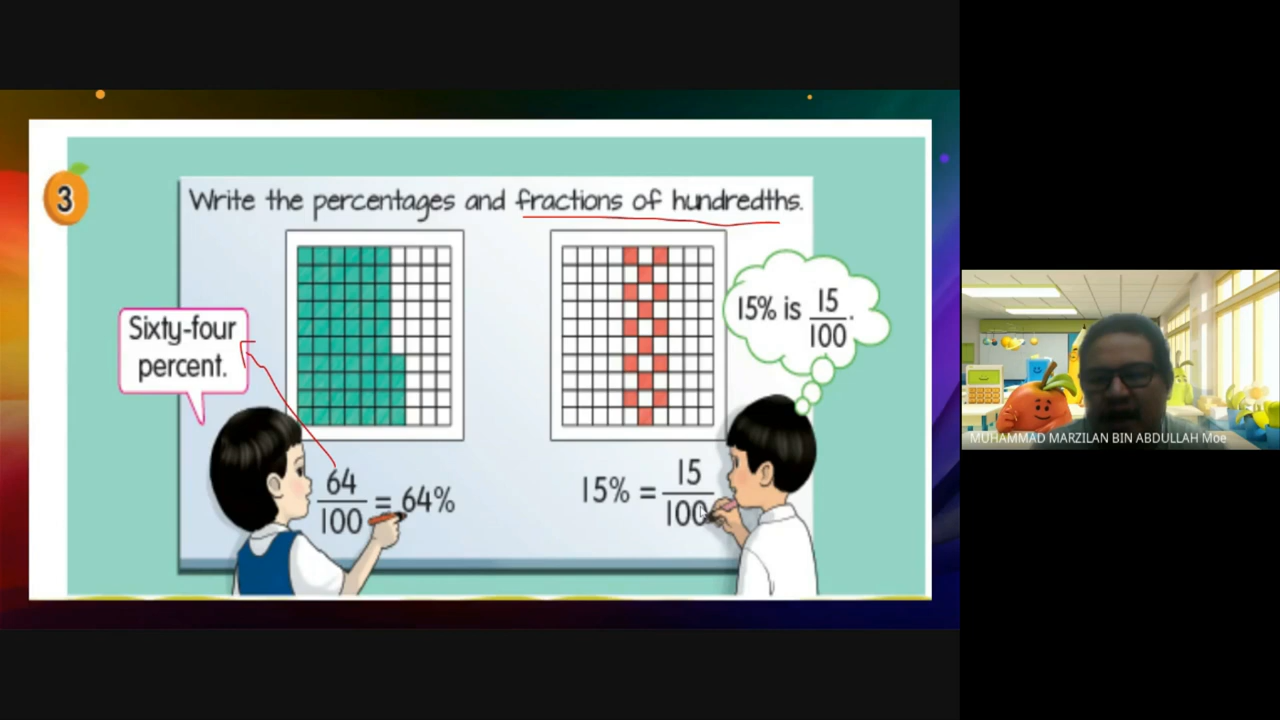 3
Write the percentages and fractions of hundredths.
Sixty-four
percent.
15% is 15/100.
64/100 = 64%
15% = 15/100
MUHAMMAD MARZILAN BIN ABDULLAH Moe